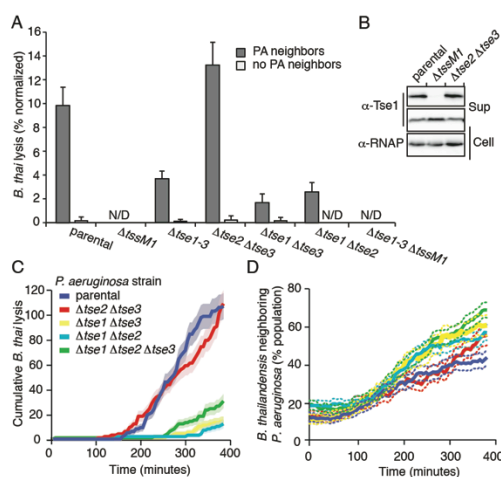 A
B. thai lysis (% normalized)
16
14
12
10
8
6
4
2
0
PA neighbors
no PA neighbors
N/D
N/D
N/D
parental
ΔtssM1
Δtse1-3
Δtse2 Δtse3
Δtse1 Δtse3
Δtse1 Δtse2
Δtse1-3 ΔtssM1
B
parental
ΔtssM1
Δtse2 Δtse3
α-Tse1
α-RNAP
Sup
Cell
C
P. aeruginosa strain
parental
Δtse2 Δtse3
Δtse1 Δtse3
Δtse1 Δtse2
Δtse1 Δtse2 Δtse3
Cumulative B. thai lysis
120
100
80
60
40
20
0
0
100
200
300
400
Time (minutes)
D
B. thailandensis neighboring
P. aeruginosa (% population)
80
60
40
20
0
0
100
200
300
400
Time (minutes)